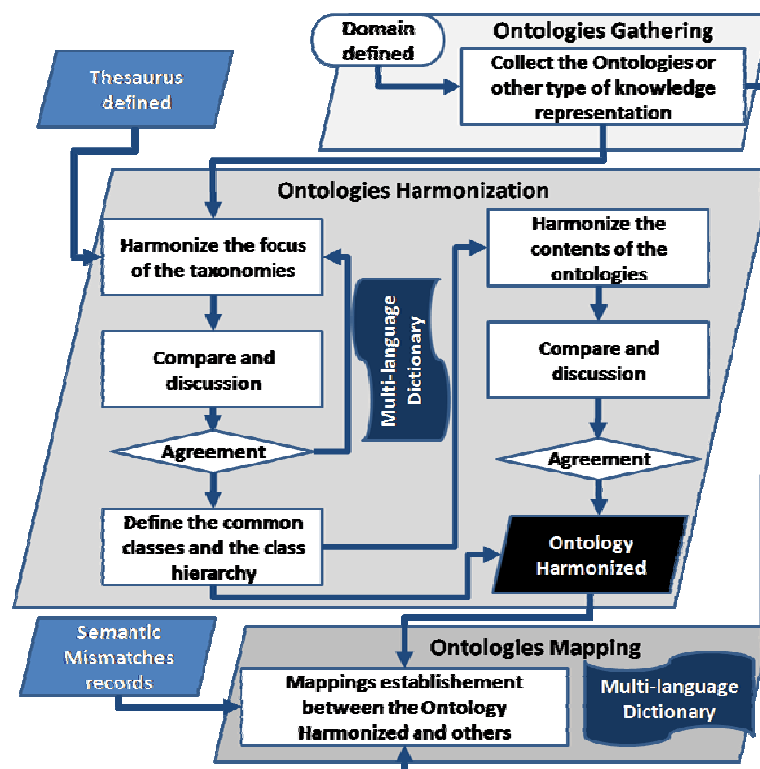 Domain
defined
Ontologies Gathering
Collect the Ontologies or
other type of knowledge
representation
Thesaurus
defined
Ontologies Harmonization
Harmonize the focus
of the taxonomies
Compare and
discussion
Agreement
Define the common
classes and the class
hierarchy
Multi-language
Dictionary
Harmonize the
contents of the
ontologies
Compare and
discussion
Agreement
Ontology
Harmonized
Semantic
Mismatches
records
Ontologies Mapping
Mappings establisement
between the Ontology
Harmonized and others
Multi-language
Dictionary